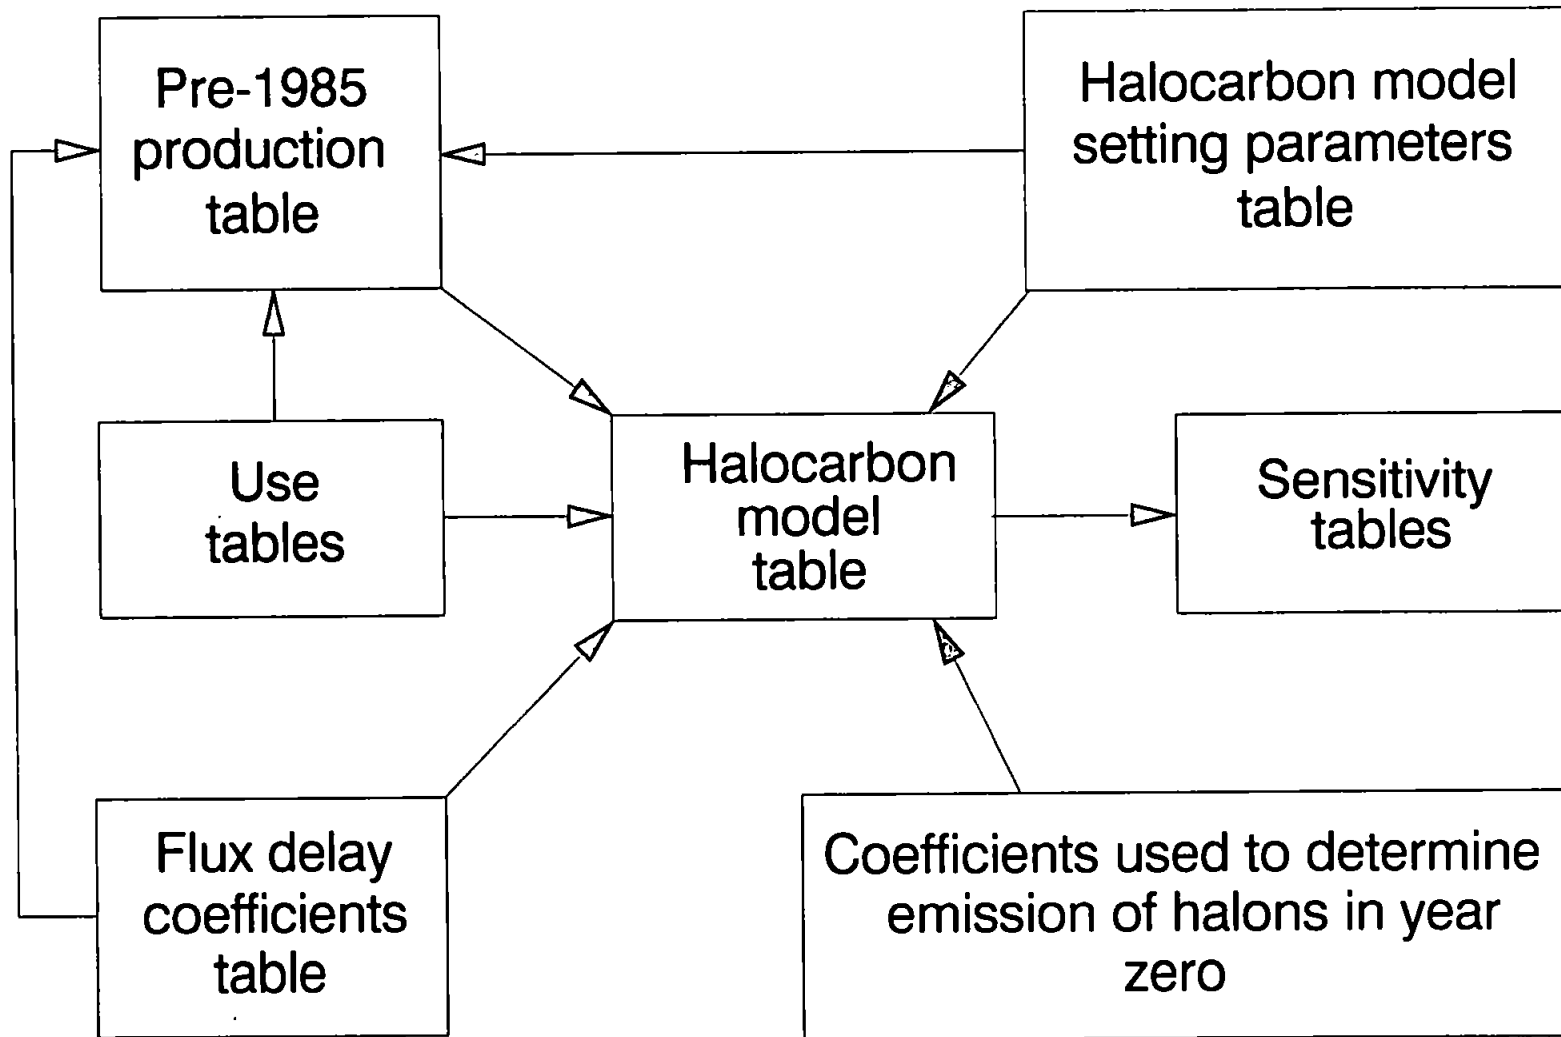 Pre-1985
production
table
Halocarbon model
setting parameters
table
Use
tables
Halocarbon
model
table
Sensitivity
tables
Flux delay
coefficients
table
Coefficients used to determine
emission of halons in year
zero